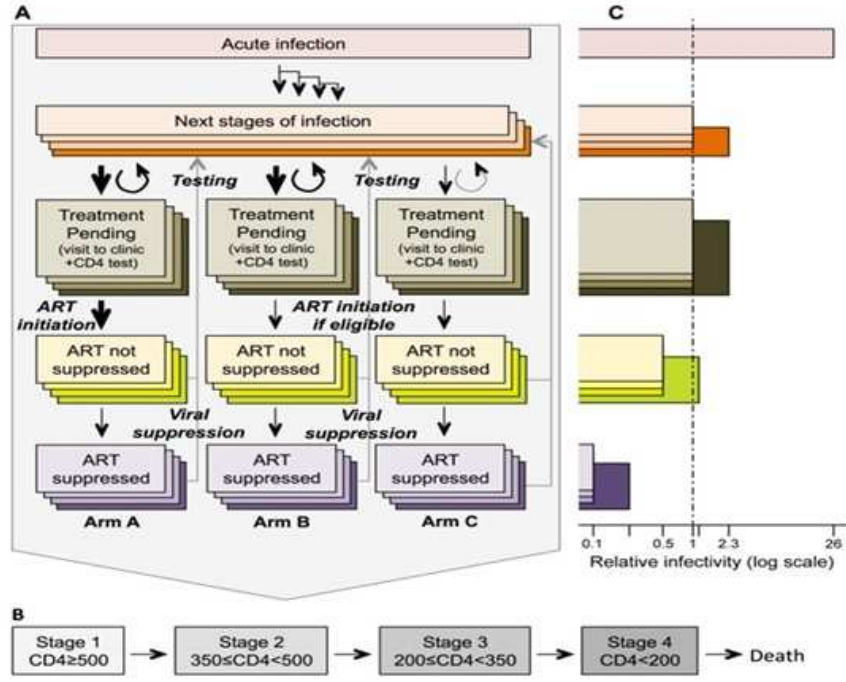 A
C
Acute infection
Next stages of infection
Testing
Testing
Treatment
Pending
(visit to clinic
+CD4 test)
Treatment
Pending
(visit to clinic
+CD4 test)
Treatment
Pending
(visit to clinic
+CD4 test)
ART
initiation
ART initiation
if eligible
ART not
suppressed
ART not
suppressed
ART not
suppressed
Viral
suppression
Viral
suppression
ART
suppressed
ART
suppressed
ART
suppressed
Arm A
Arm B
Arm C
0.1
0.5
1
2.3
26
Relative infectivity (log scale)
B
Stage 1
CD4≥500
Stage 2
350≤CD4<500
Stage 3
200≤CD4<350
Stage 4
CD4<200
Death